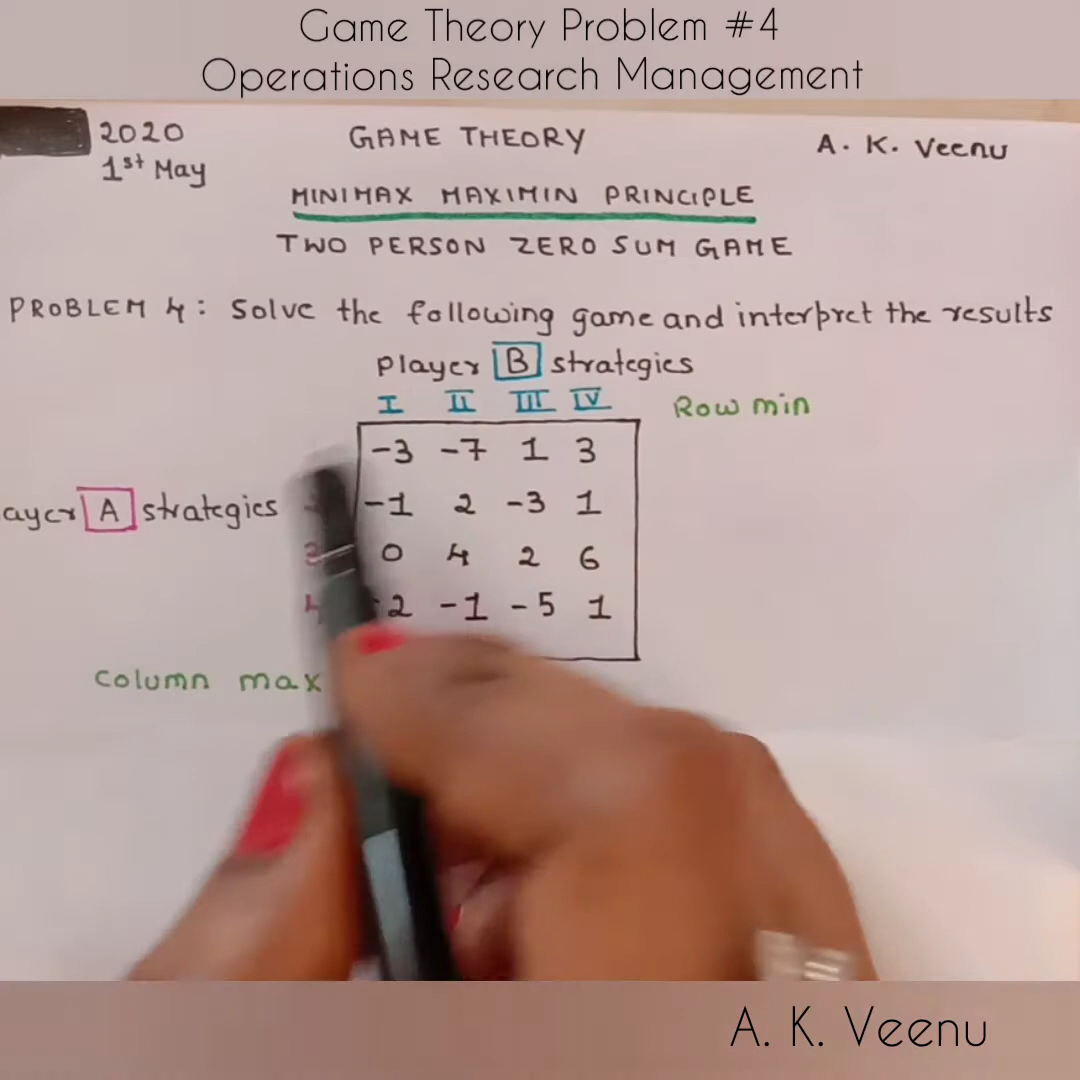 Game Theory Problem #4
Operations Research Management
2020 GAME THEORY A. K. Veenu
1st May
MINIMAX MAXIMIN PRINCIPLE
TWO PERSON ZERO SUM GAME
PROBLEM 4: Solve the following game and interpret the results
Player B strategies
I II III IV Row min
-3 -7 1 3
A strategies -1 2 -3 1
3 0 4 2 6
4 -2 -1 -5 1
column max
A. K. Veenu